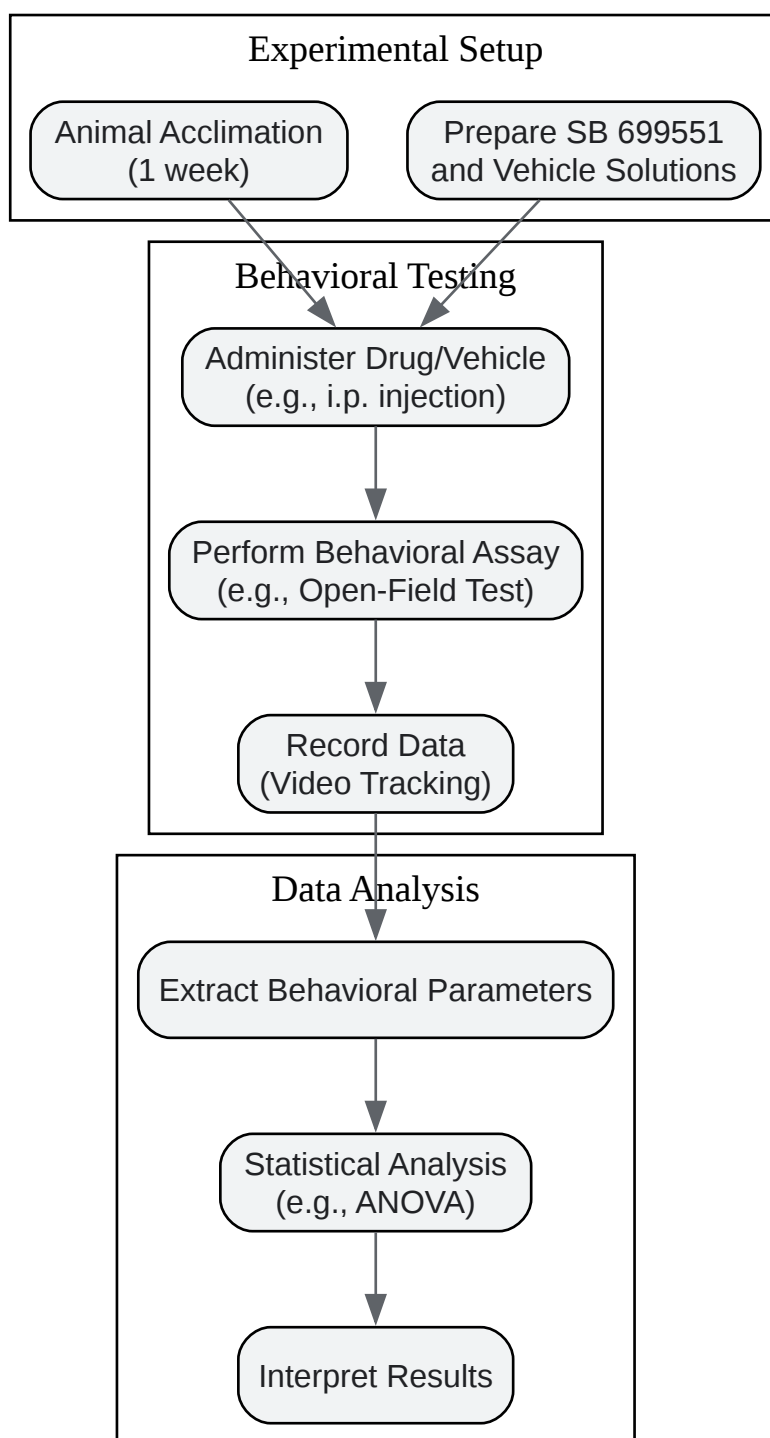 Experimental Setup
Animal Acclimation
(1 week)
Prepare SB 699551
and Vehicle Solutions
Behavioral Testing
Administer Drug/Vehicle
(e.g., i.p. injection)
Perform Behavioral Assay
(e.g., Open-Field Test)
Record Data
(Video Tracking)
Data Analysis
Extract Behavioral Parameters
Statistical Analysis
(e.g., ANOVA)
Interpret Results